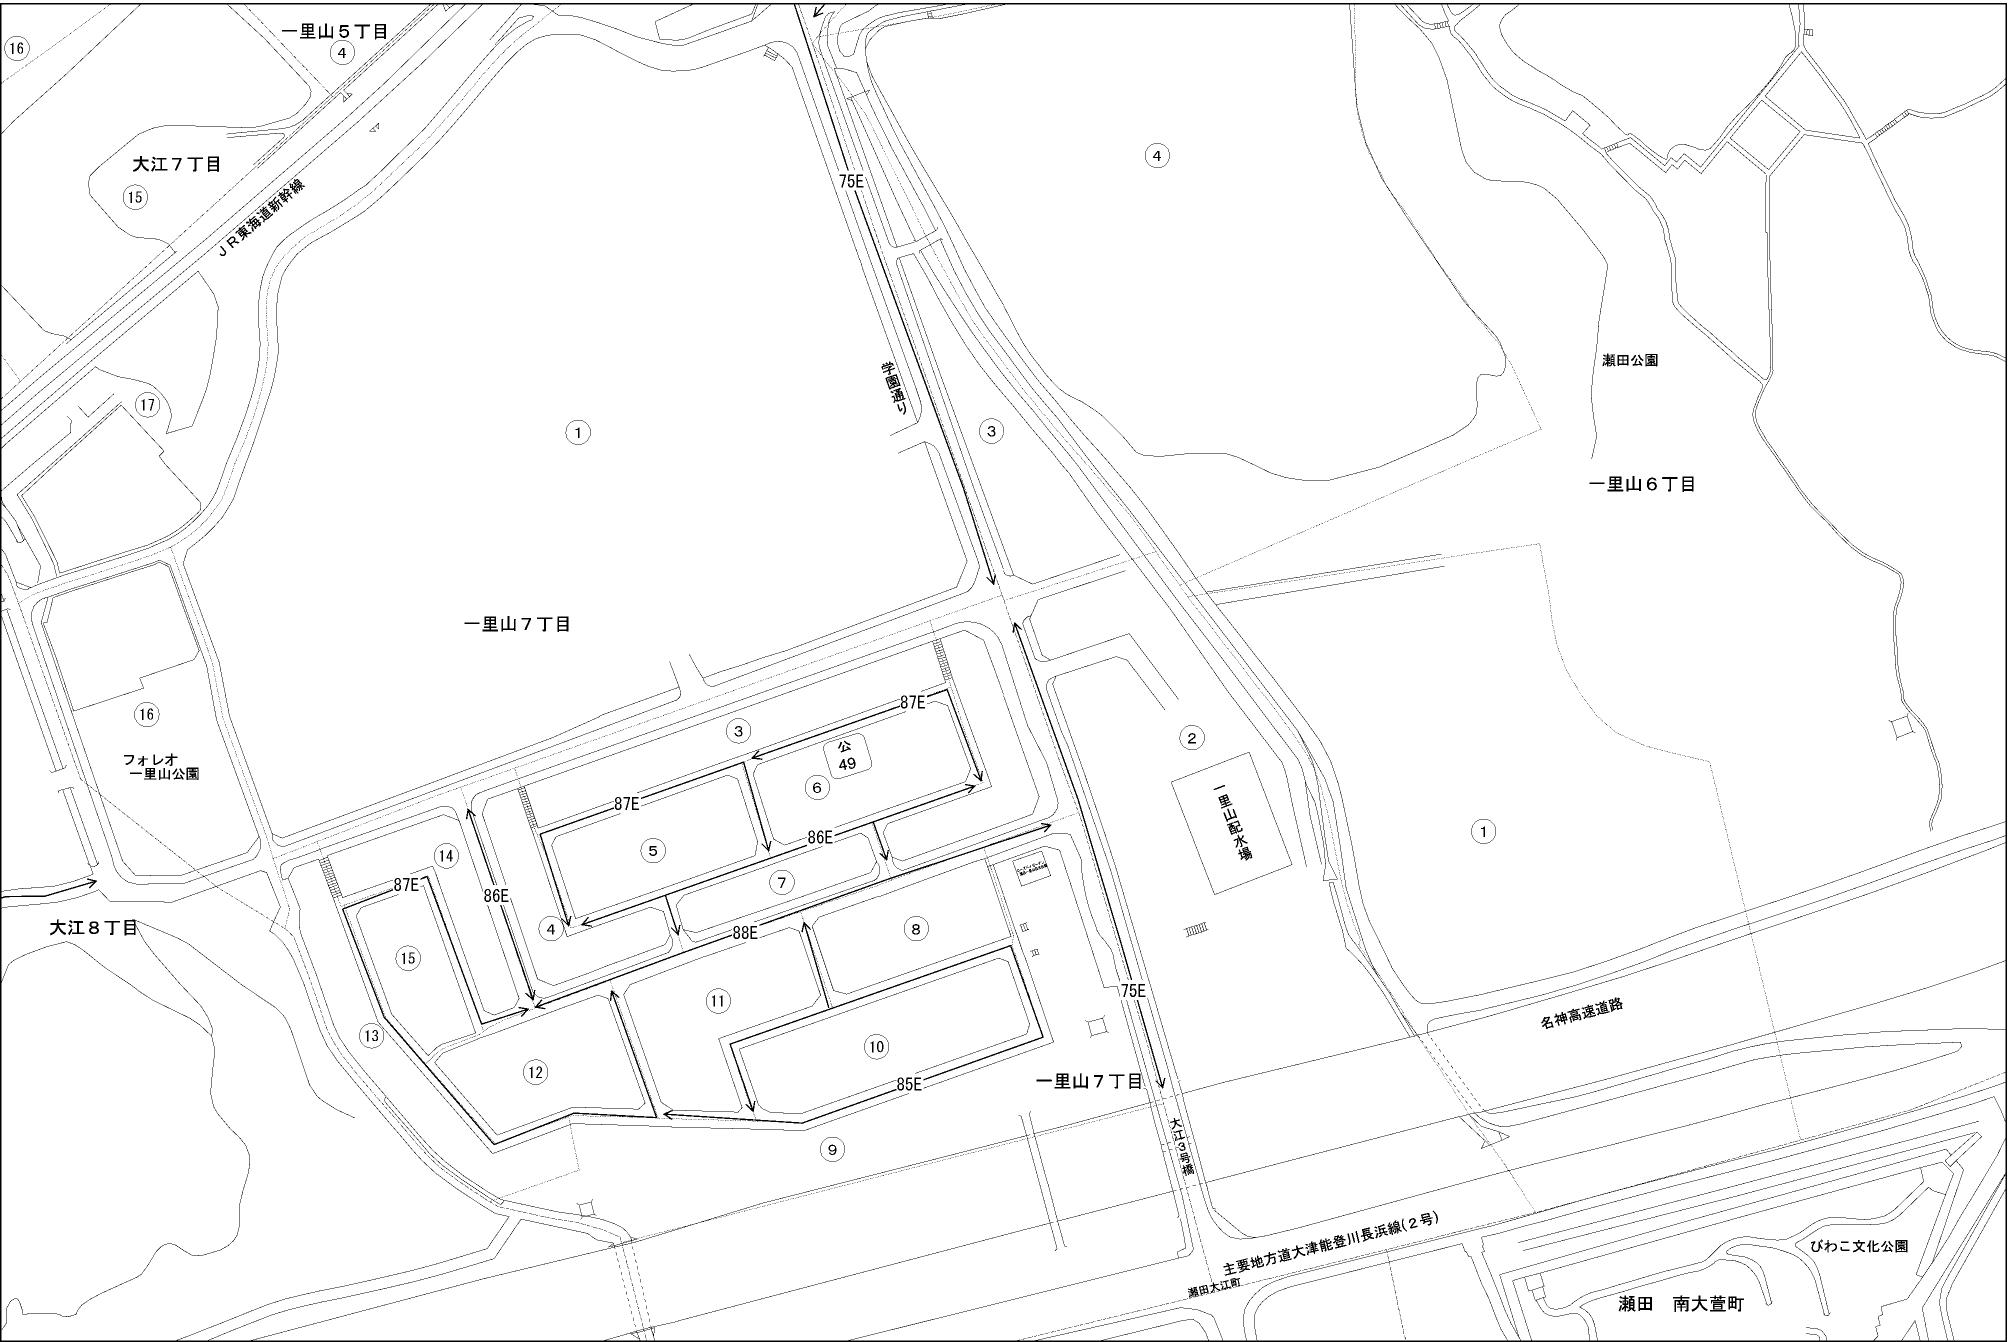 一里山５丁目
16
4
大江７丁目
15
ＪＲ東海道新幹線
75E
4
学園通り
瀬田公園
17
1
3
一里山６丁目
一里山７丁目
16
フォレオ
一里山公園
3
87E
公
49
6
2
一里山配水場
87E
86E
5
1
14
87E
86E
7
大江８丁目
4
88E
8
15
11
75E
名神高速道路
13
12
10
85E
一里山７丁目
9
大江３号橋
主要地方道大津能登川長浜線(２号)
瀬田大江町
びわこ文化公園
瀬田　南大萱町